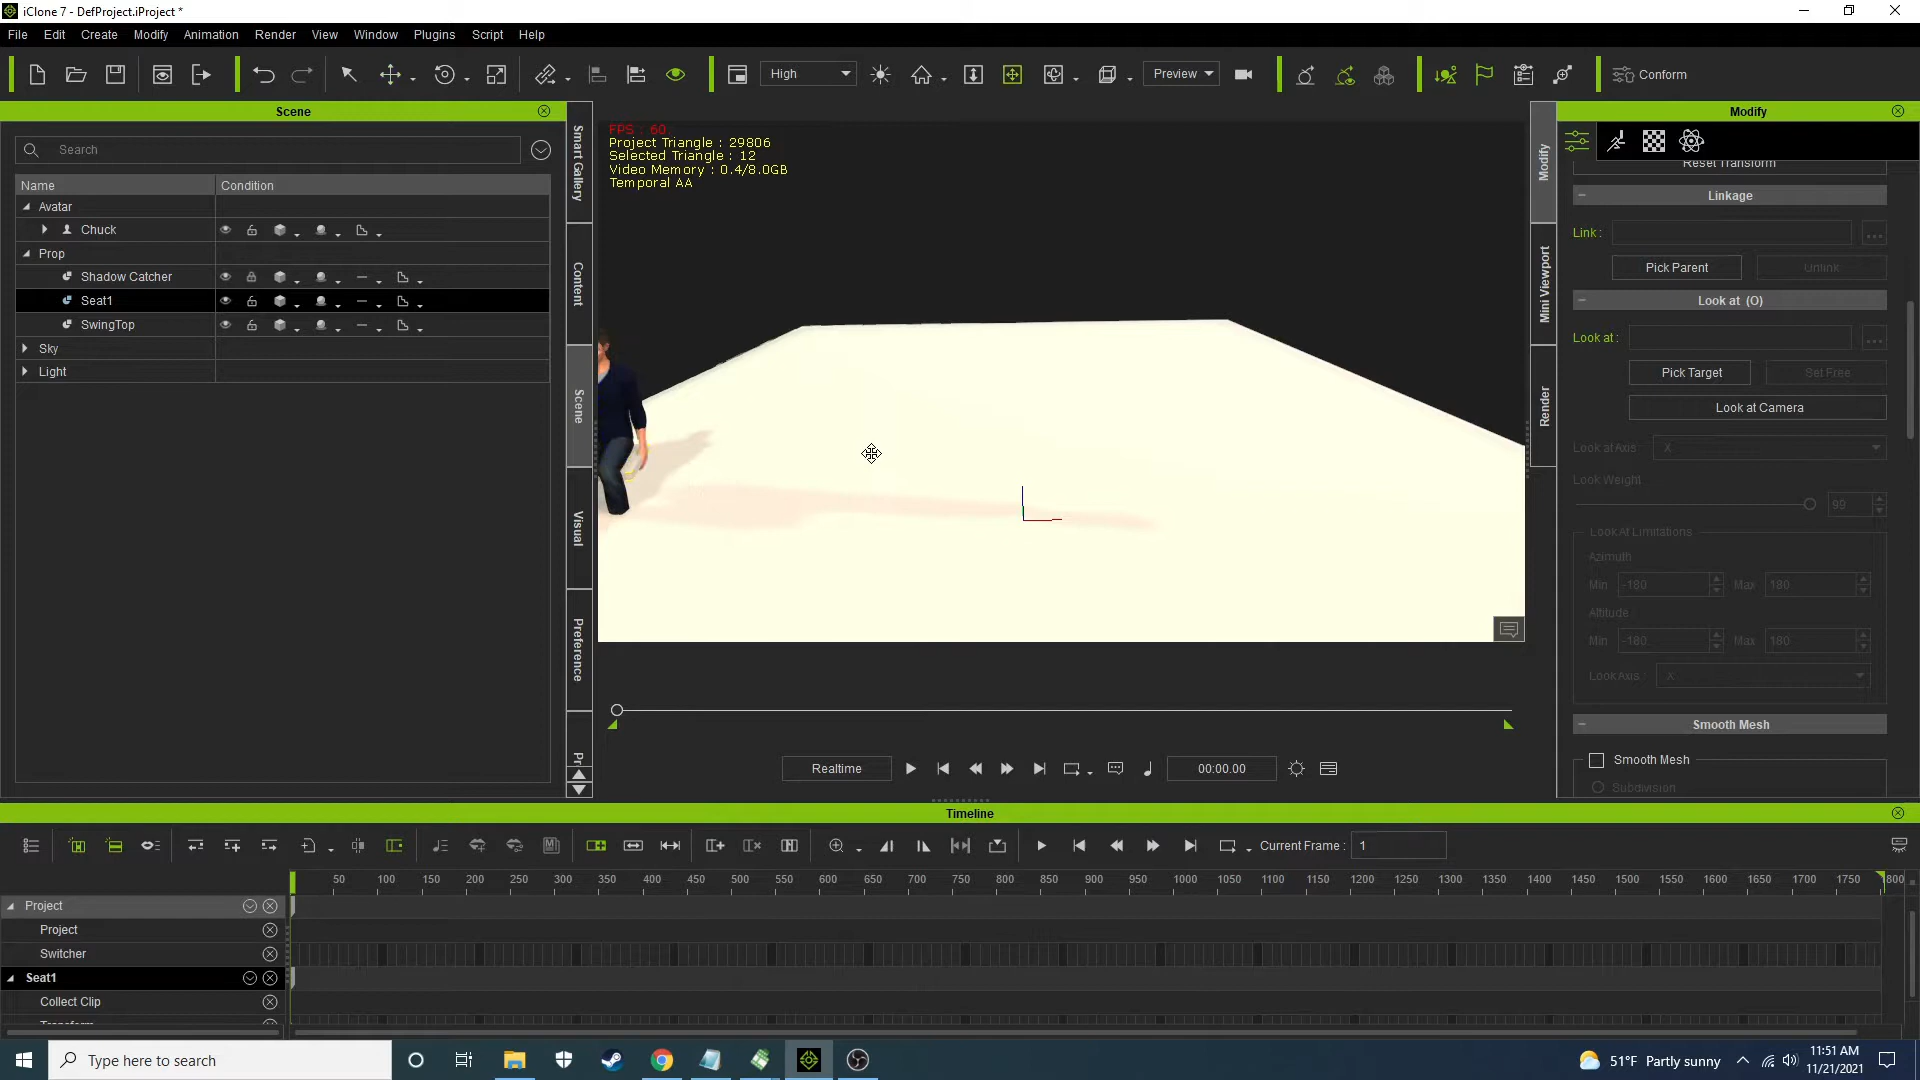 iClone 7 - DefProject.iProject *
File Edit Create Modify Animation Render View Window Plugins Script Help
High Preview Conform
Scene
Search
Name Condition
Avatar
Chuck
Prop
Shadow Catcher
Seat1
SwingTop
Sky
Light
Smart Gallery
Content
Scene
Visual
Preference
Pr
FPS : 60
Project Triangle : 29806
Selected Triangle : 12
Video Memory : 0.4/8.0GB
Temporal AA
Realtime 00:00.00
Modify
Mini Viewport
Render
Modify
Reset Transform
Linkage
Link :
Pick Parent Unlink
Look at (O)
Look at :
Pick Target Set Free
Look at Camera
Look at Axis X
Look Weight
99
Look At Limitations
Azimuth
Min -180 Max 180
Altitude
Min -180 Max 180
Look Axis X
Smooth Mesh
Smooth Mesh
Subdivision
Timeline
Current Frame : 1
50 100 150 200 250 300 350 400 450 500 550 600 650 700 750 800 850 900 950 1000 1050 1100 1150 1200 1250 1300 1350 1400 1450 1500 1550 1600 1650 1700 1750 800
Project
Project
Switcher
Seat1
Collect Clip
Transform
Type here to search
51°F Partly sunny
11:51 AM
11/21/2021